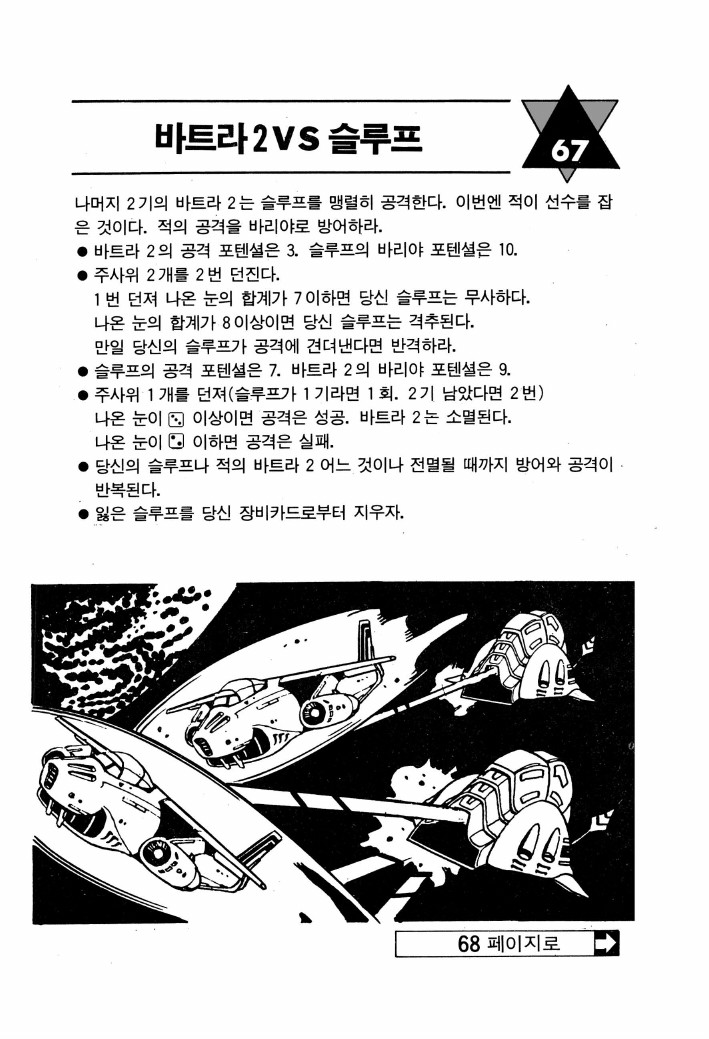 바트라2VS슬루프
67
나머지 2기의 바트라 2는 슬루프를 맹렬히 공격한다. 이번엔 적이 선수를 잡
은 것이다. 적의 공격을 바리야로 방어하라.
● 바트라 2의 공격 포텐셜은 3. 슬루프의 바리야 포텐셜은 10.
● 주사위 2개를 2번 던진다.
1번 던져 나온 눈의 합계가 7이하면 당신 슬루프는 무사하다.
나온 눈의 합계가 8이상이면 당신 슬루프는 격추된다.
만일 당신의 슬루프가 공격에 견뎌낸다면 반격하라.
● 슬루프의 공격 포텐셜은 7. 바트라 2의 바리야 포텐셜은 9.
● 주사위 1개를 던져(슬루프가 1기라면 1회. 2기 남았다면 2번)
나온 눈이 ⚂ 이상이면 공격은 성공. 바트라 2는 소멸된다.
나온 눈이 ⚁ 이하면 공격은 실패.
● 당신의 슬루프나 적의 바트라 2 어느 것이나 전멸될 때까지 방어와 공격이
반복된다.
● 잃은 슬루프를 당신 장비카드로부터 지우자.
68 페이지로